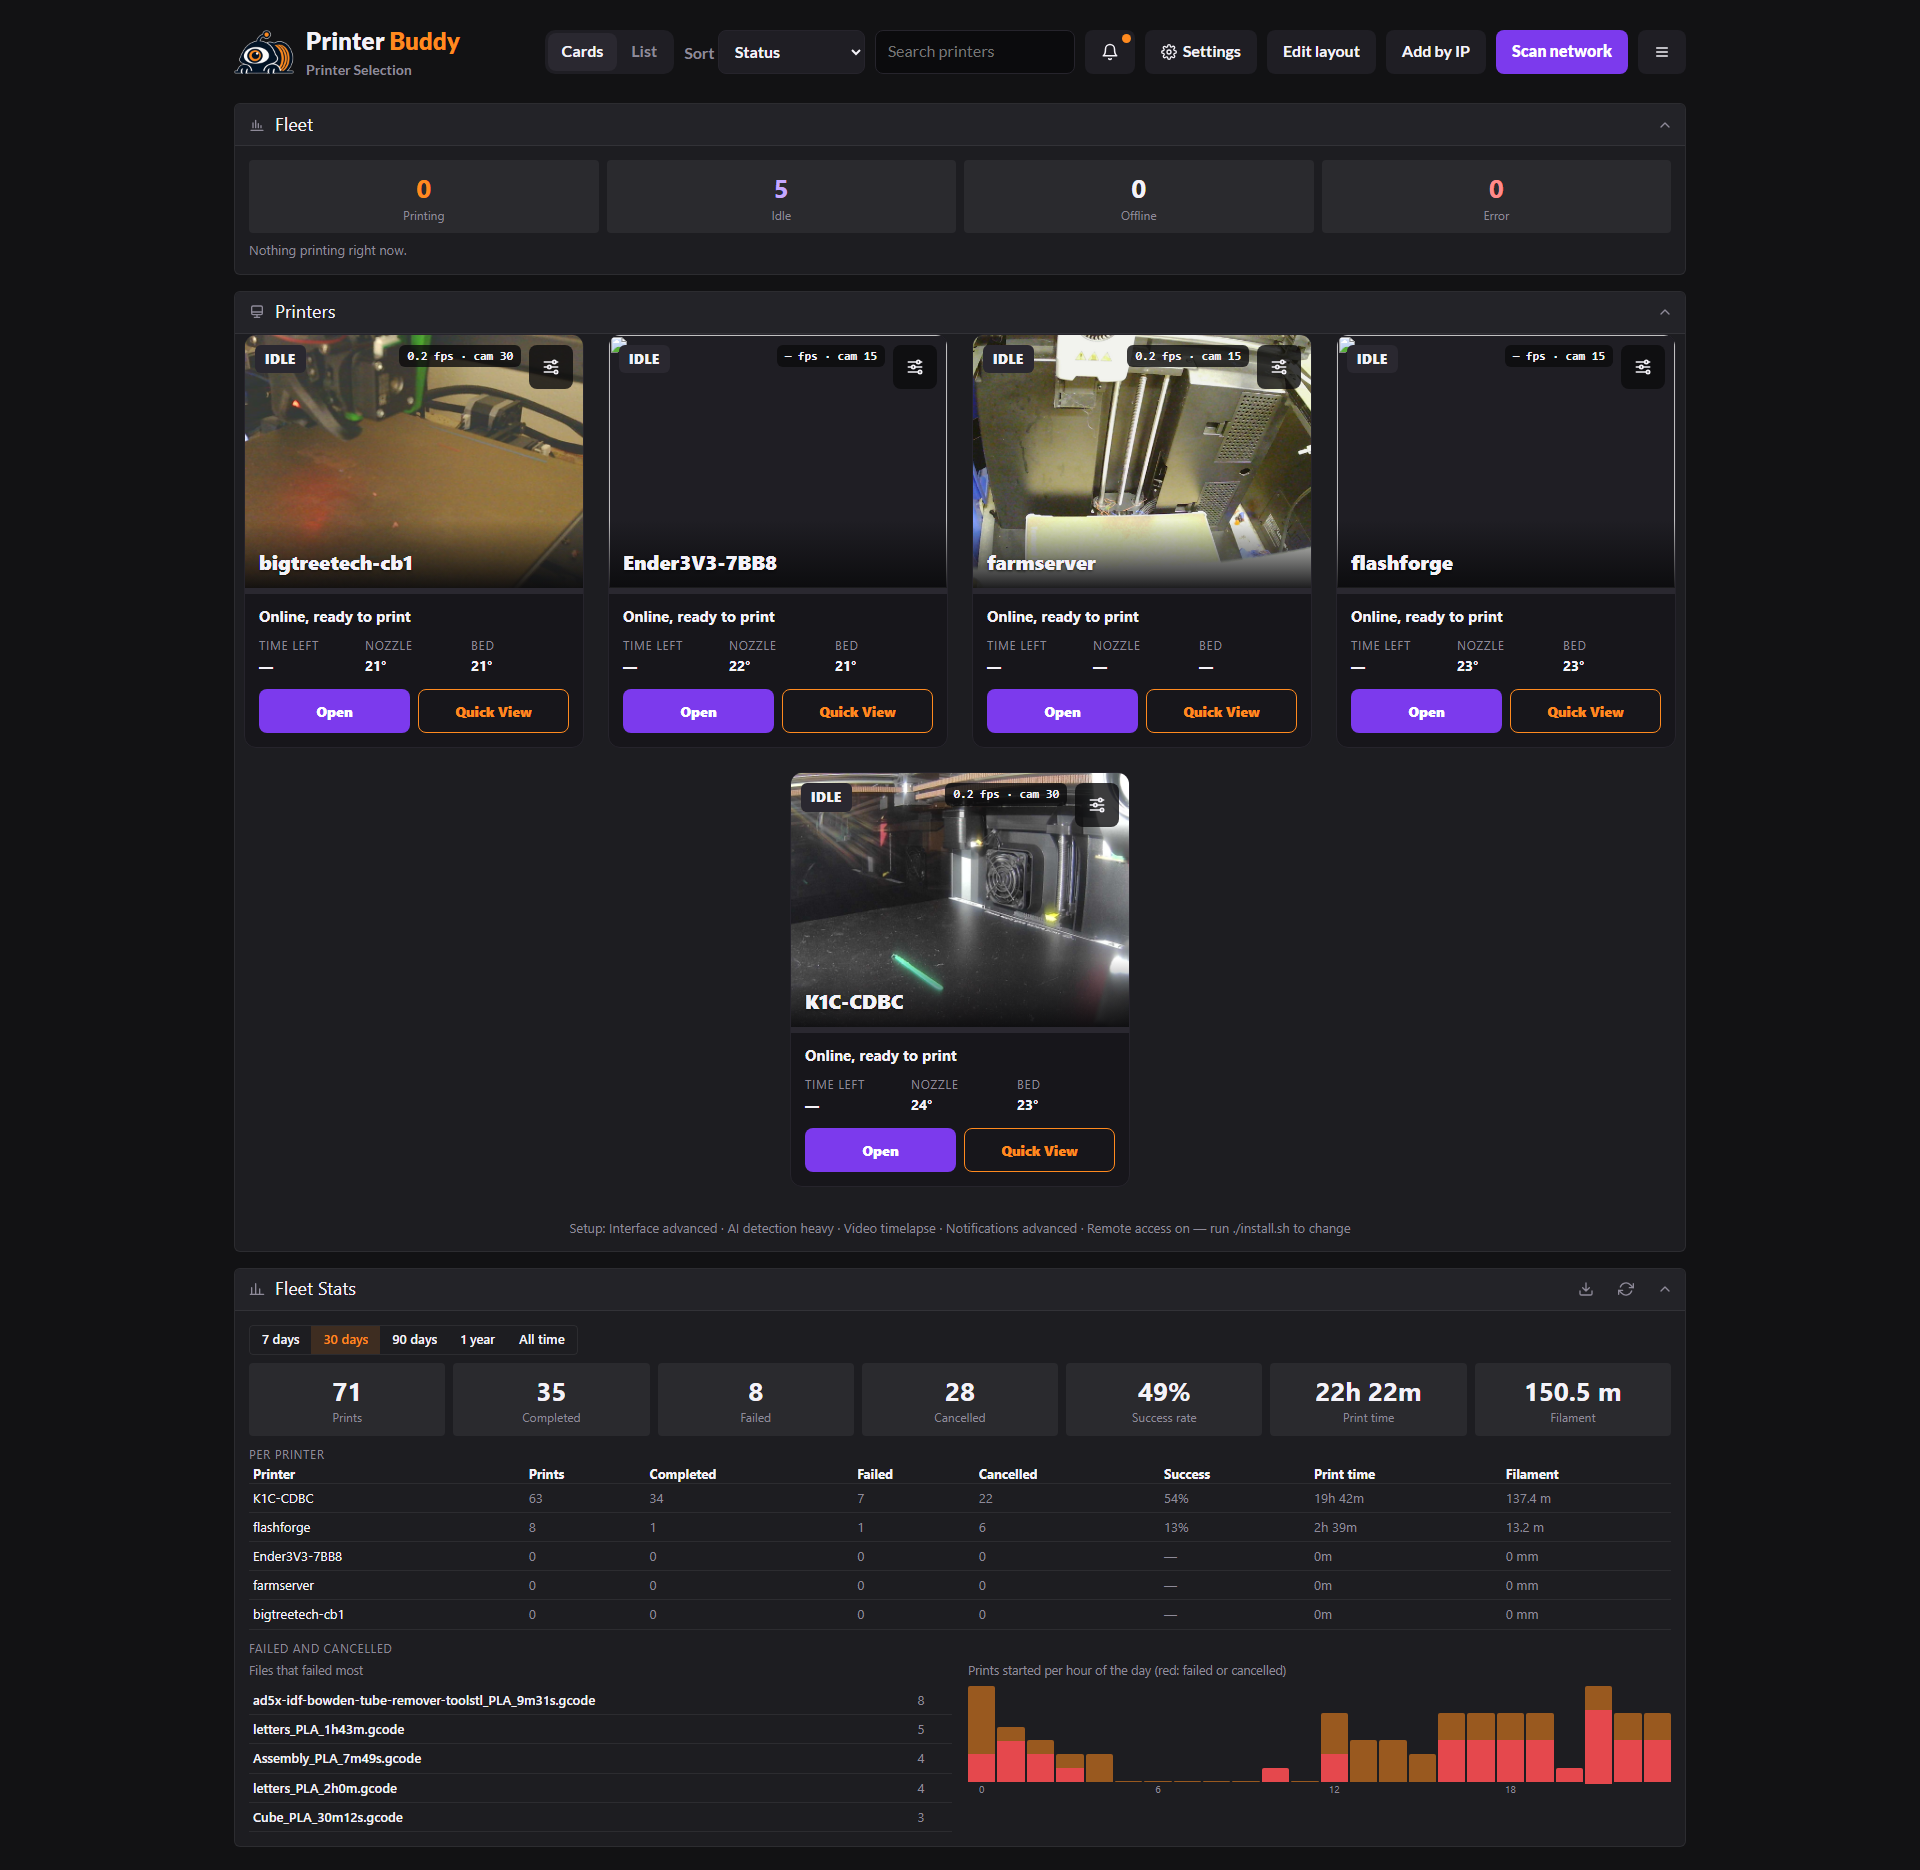 Printer Buddy
Printer Selection
Cards List Sort Status Search printers Settings Edit layout Add by IP Scan network
Fleet
0 5 0 0
Printing Idle Offline Error
Nothing printing right now.
Printers
IDLE 0.2 fps · cam 30
bigtreetech-cb1
Online, ready to print
TIME LEFT NOZZLE BED
— 21° 21°
Open Quick View
IDLE — fps · cam 15
Ender3V3-7BB8
Online, ready to print
TIME LEFT NOZZLE BED
— 22° 21°
Open Quick View
IDLE 0.2 fps · cam 15
farmserver
Online, ready to print
TIME LEFT NOZZLE BED
— — —
Open Quick View
IDLE — fps · cam 15
flashforge
Online, ready to print
TIME LEFT NOZZLE BED
— 23° 23°
Open Quick View
IDLE 0.2 fps · cam 30
K1C-CDBC
Online, ready to print
TIME LEFT NOZZLE BED
— 24° 23°
Open Quick View
Setup: Interface advanced · AI detection heavy · Video timelapse · Notifications advanced · Remote access on — run ./install.sh to change
Fleet Stats
7 days 30 days 90 days 1 year All time
71 35 8 28 49% 22h 22m 150.5 m
Prints Completed Failed Cancelled Success rate Print time Filament
PER PRINTER
Printer Prints Completed Failed Cancelled Success Print time Filament
K1C-CDBC 63 34 7 22 54% 19h 42m 137.4 m
flashforge 8 1 1 6 13% 2h 39m 13.2 m
Ender3V3-7BB8 0 0 0 0 — 0m 0 mm
farmserver 0 0 0 0 — 0m 0 mm
bigtreetech-cb1 0 0 0 0 — 0m 0 mm
FAILED AND CANCELLED
Files that failed most
ad5x-idf-bowden-tube-remover-toolstl_PLA_9m31s.gcode 8
letters_PLA_1h43m.gcode 5
Assembly_PLA_7m49s.gcode 4
letters_PLA_2h0m.gcode 4
Cube_PLA_30m12s.gcode 3
Prints started per hour of the day (red: failed or cancelled)
0 6 12 18